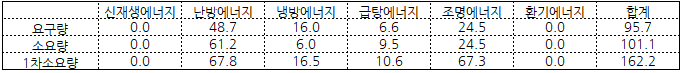 신재생에너지 난방에너지 냉방에너지 급탕에너지 조명에너지 환기에너지 합계
요구량 0.0 48.7 16.0 6.6 24.5 0.0 95.7
소요량 0.0 61.2 6.0 9.5 24.5 0.0 101.1
1차소요량 0.0 67.8 16.5 10.6 67.3 0.0 162.2